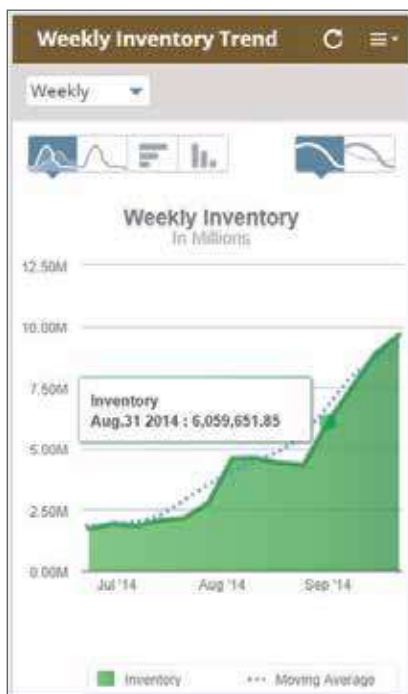 Weekly Inventory Trend
Weekly
Weekly Inventory
In Millions
12.50M
10.00M
7.50M
5.00M
2.50M
0.00M
Inventory
Aug.31 2014 : 6,059,651.85
Jul '14
Aug '14
Sep '14
Inventory
Moving Average